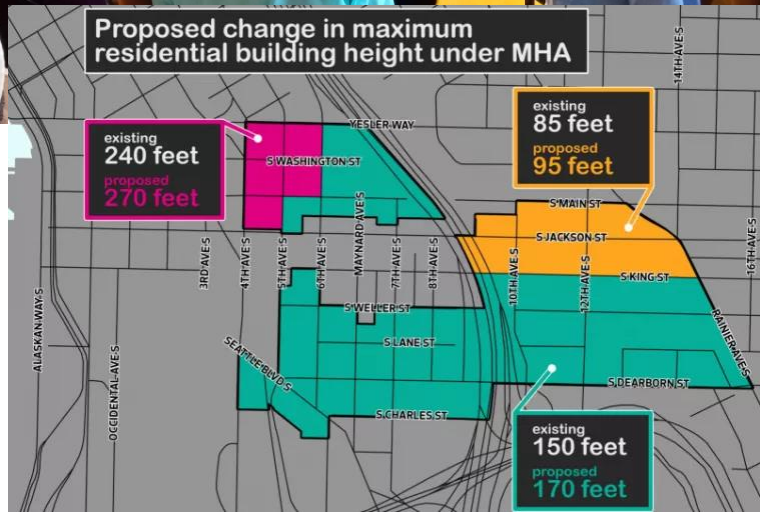 Proposed change in maximum
residential building height under MHA
14TH AVE S
existing
85 feet
proposed
95 feet
existing
240 feet
proposed
270 feet
YESLER WAY
S WASHINGTON ST
S MAIN ST
S JACKSON ST
S KING ST
3RD AVE S
4TH AVE S
5TH AVE S
6TH AVE S
MAYNARD AVE S
7TH AVE S
8TH AVE S
10TH AVE S
12TH AVE S
16TH AVE S
ALASKAN WAY S
OCCIDENTAL AVE S
S WELLER ST
S LANE ST
SEATTLE BLVD S
RAINIER AVE S
S DEARBORN ST
S CHARLES ST
existing
150 feet
proposed
170 feet